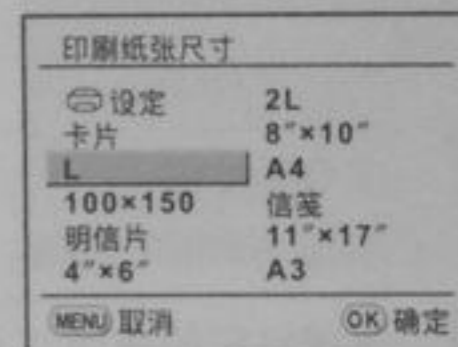 印刷纸张尺寸
设定
卡片
L
100×150
明信片
4″×6″
2L
8″×10″
A4
信笺
11″×17″
A3
MENU 取消
OK 确定